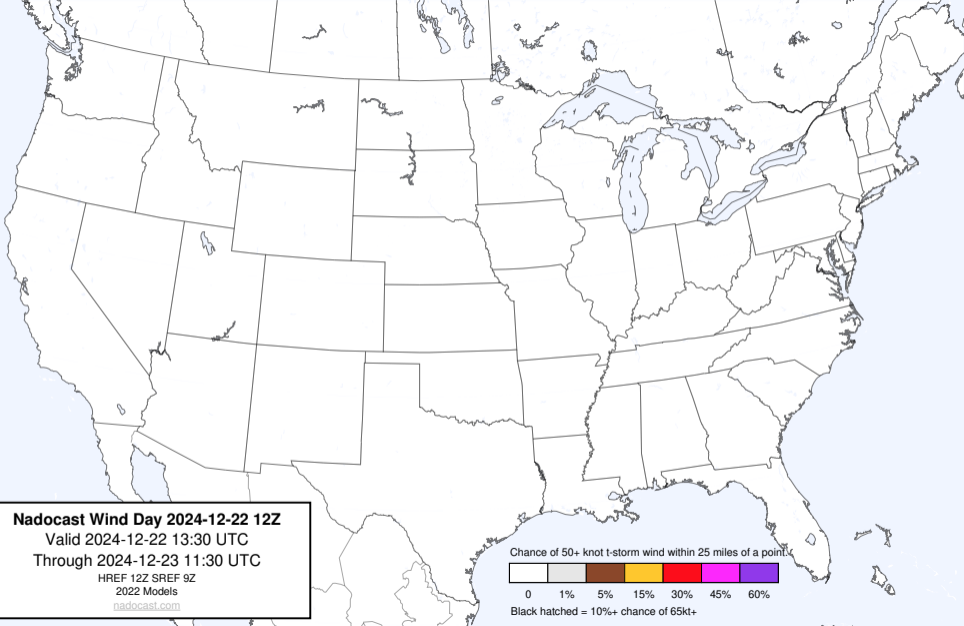 Nadocast Wind Day 2024-12-22 12Z
Valid 2024-12-22 13:30 UTC
Through 2024-12-23 11:30 UTC
HREF 12Z SREF 9Z
2022 Models
nadocast.com
Chance of 50+ knot t-storm wind within 25 miles of a point.
0 1% 5% 15% 30% 45% 60%
Black hatched = 10%+ chance of 65kt+